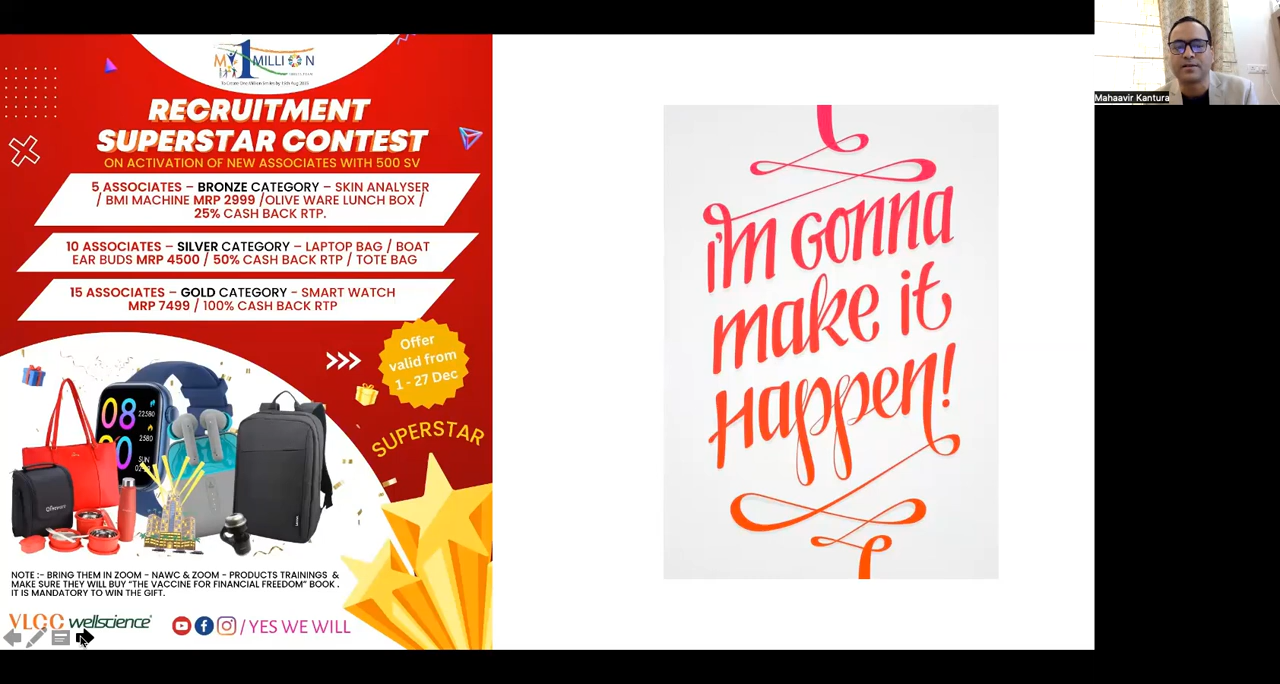 MY 1 MILLION
RECRUITMENT
SUPERSTAR CONTEST
ON ACTIVATION OF NEW ASSOCIATES WITH 500 SV
5 ASSOCIATES – BRONZE CATEGORY – SKIN ANALYSER
/ BMI MACHINE MRP 2999 /OLIVE WARE LUNCH BOX /
25% CASH BACK RTP.
10 ASSOCIATES – SILVER CATEGORY – LAPTOP BAG / BOAT
EAR BUDS MRP 4500 / 50% CASH BACK RTP / TOTE BAG
15 ASSOCIATES – GOLD CATEGORY - SMART WATCH
MRP 7499 / 100% CASH BACK RTP
Offer
valid from
1 - 27 Dec
SUPERSTAR
08
22580
2580
SUN
NOTE :- BRING THEM IN ZOOM - NAWC & ZOOM - PRODUCTS TRAININGS &
MAKE SURE THEY WILL BUY “THE VACCINE FOR FINANCIAL FREEDOM” BOOK .
IT IS MANDATORY TO WIN THE GIFT.
VLCC wellscience
/ YES WE WILL
i'm Gonna
make it
Happen!
Mahaavir Kantura